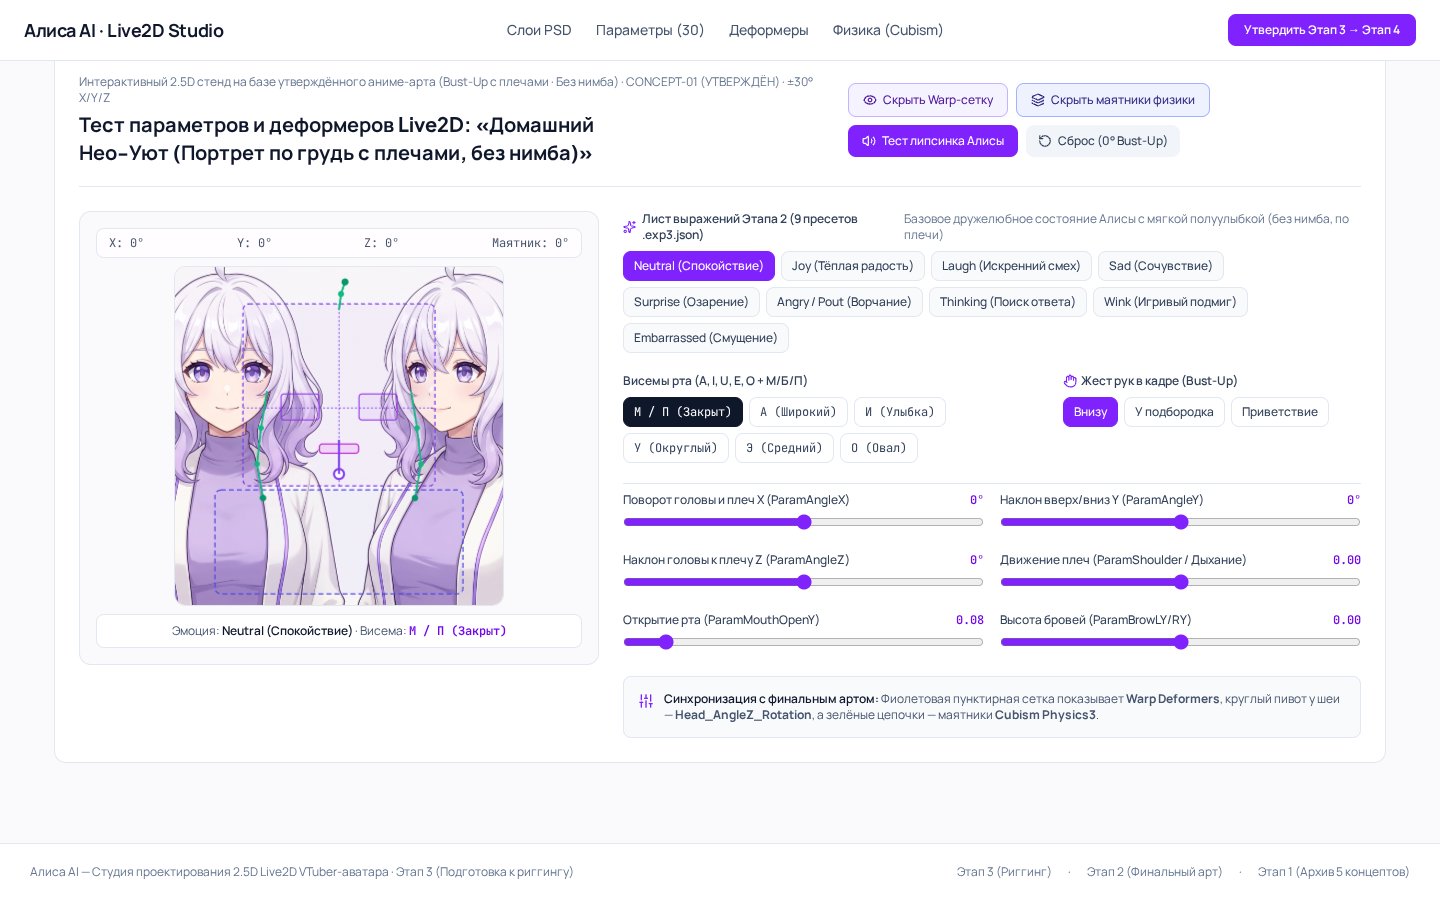 Алиса AI · Live2D Studio
Слои PSD
Параметры (30)
Деформеры
Физика (Cubism)
Утвердить Этап 3 → Этап 4
Интерактивный 2.5D стенд на базе утверждённого аниме-арта (Bust-Up с плечами · Без нимба) · CONCEPT-01 (УТВЕРЖДЁН) · ±30°
X/Y/Z
Тест параметров и деформеров Live2D: «Домашний
Нео-Уют (Портрет по грудь с плечами, без нимба)»
Скрыть Warp-сетку
Скрыть маятники физики
Тест липсинка Алисы
Сброс (0° Bust-Up)
X: 0°
Y: 0°
Z: 0°
Маятник: 0°
Эмоция: Neutral (Спокойствие) · Висема: М / П (Закрыт)
Лист выражений Этапа 2 (9 пресетов
.exp3.json)
Базовое дружелюбное состояние Алисы с мягкой полуулыбкой (без нимба, по
плечи)
Neutral (Спокойствие)
Joy (Тёплая радость)
Laugh (Искренний смех)
Sad (Сочувствие)
Surprise (Озарение)
Angry / Pout (Ворчание)
Thinking (Поиск ответа)
Wink (Игривый подмиг)
Embarrassed (Смущение)
Висемы рта (A, I, U, E, O + М/Б/П)
М / П (Закрыт)
А (Широкий)
И (Улыбка)
У (Округлый)
Э (Средний)
О (Овал)
Жест рук в кадре (Bust-Up)
Внизу
У подбородка
Приветствие
Поворот головы и плеч X (ParamAngleX)
0°
Наклон вверх/вниз Y (ParamAngleY)
0°
Наклон головы к плечу Z (ParamAngleZ)
0°
Движение плеч (ParamShoulder / Дыхание)
0.00
Открытие рта (ParamMouthOpenY)
0.08
Высота бровей (ParamBrowLY/RY)
0.00
Синхронизация с финальным артом: Фиолетовая пунктирная сетка показывает Warp Deformers, круглый пивот у шеи
— Head_AngleZ_Rotation, а зелёные цепочки — маятники Cubism Physics3.
Алиса AI — Студия проектирования 2.5D Live2D VTuber-аватара · Этап 3 (Подготовка к риггингу)
Этап 3 (Риггинг)
·
Этап 2 (Финальный арт)
·
Этап 1 (Архив 5 концептов)